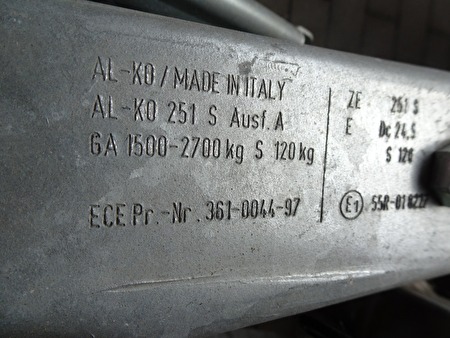 AL-KO / MADE IN ITALY
AL-KO 251 S Ausf. A
GA 1500-2700 kg S 120 kg
ECE Pr.-Nr. 361-0044-97
ZE 251 S
E Dc 24,5
S 120
E1